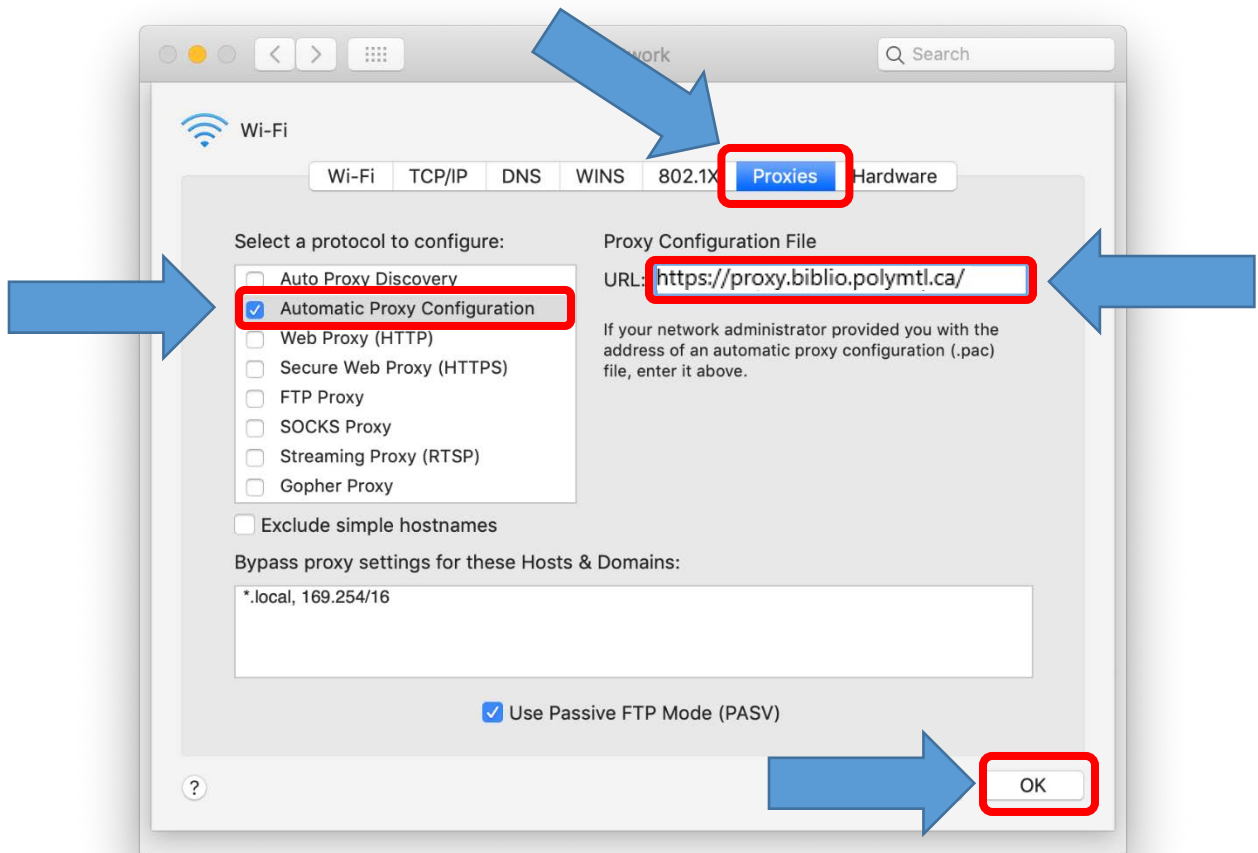 Search
Wi-Fi
Wi-Fi TCP/IP DNS WINS 802.1X Proxies Hardware
Select a protocol to configure:
Auto Proxy Discovery
Automatic Proxy Configuration
Web Proxy (HTTP)
Secure Web Proxy (HTTPS)
FTP Proxy
SOCKS Proxy
Streaming Proxy (RTSP)
Gopher Proxy
Proxy Configuration File
URL: https://proxy.biblio.polymtl.ca/
If your network administrator provided you with the
address of an automatic proxy configuration (.pac)
file, enter it above.
Exclude simple hostnames
Bypass proxy settings for these Hosts & Domains:
*.local, 169.254/16
Use Passive FTP Mode (PASV)
?
OK